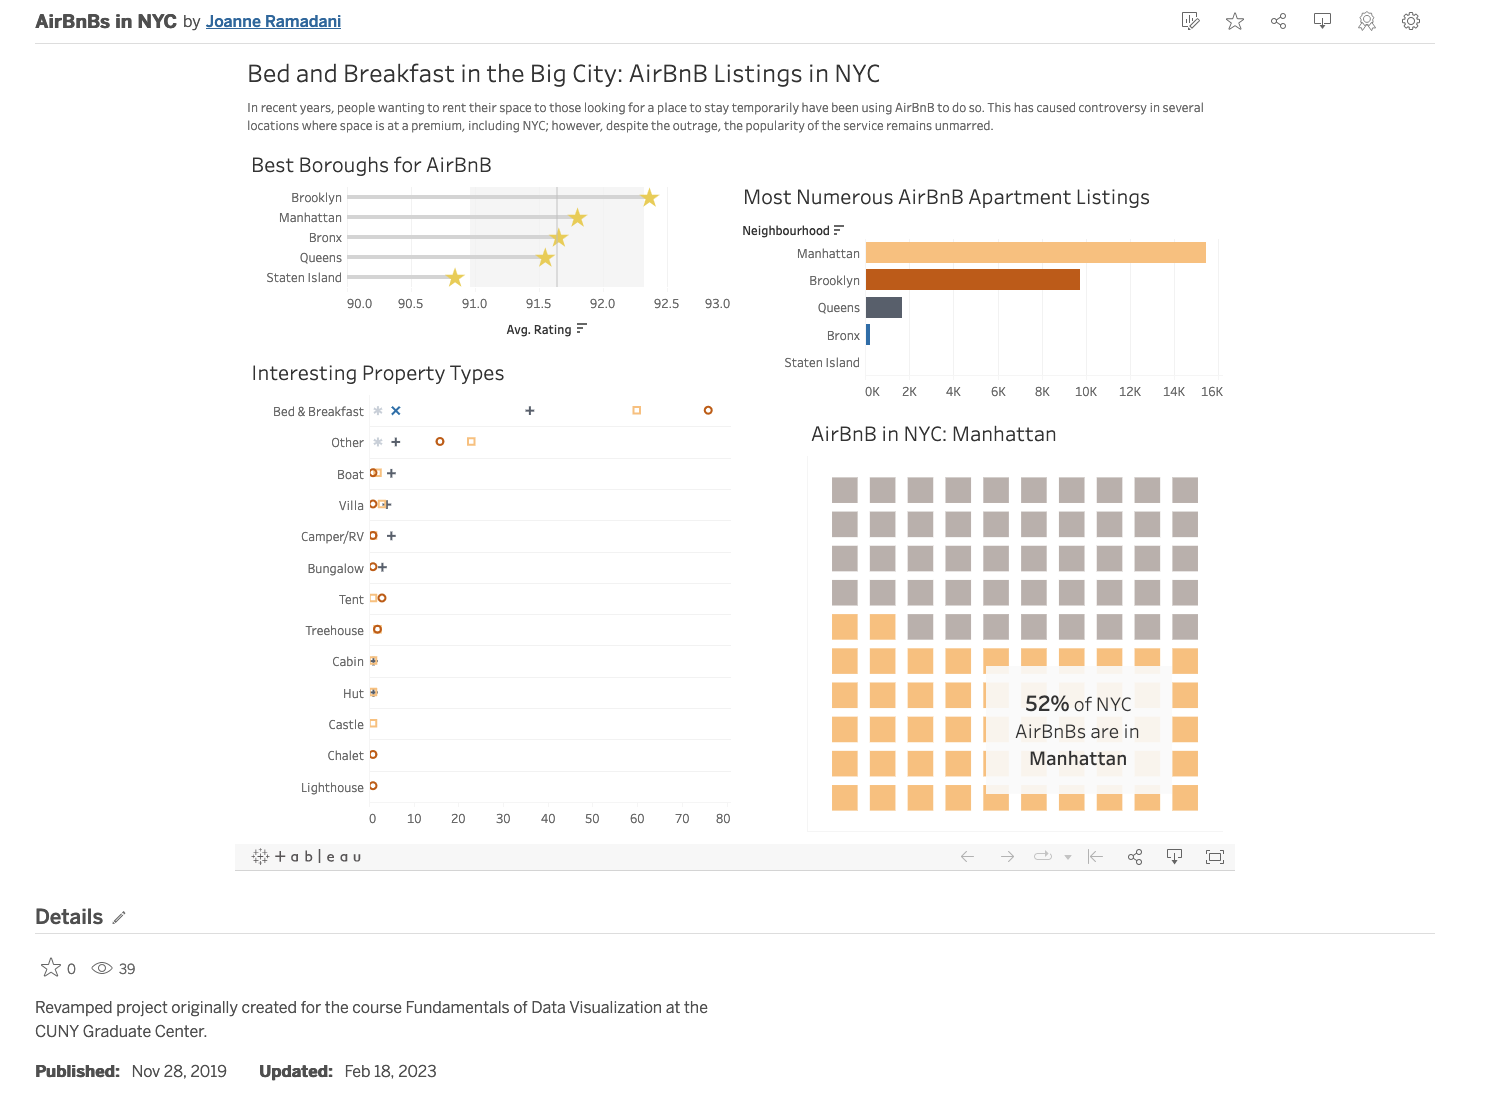 AirBnBs in NYC by Joanne Ramadani
Bed and Breakfast in the Big City: AirBnB Listings in NYC
In recent years, people wanting to rent their space to those looking for a place to stay temporarily have been using AirBnB to do so. This has caused controversy in several
locations where space is at a premium, including NYC; however, despite the outrage, the popularity of the service remains unmarred.
Best Boroughs for AirBnB
Brooklyn
Manhattan
Bronx
Queens
Staten Island
90.0 90.5 91.0 91.5 92.0 92.5 93.0
Avg. Rating
Most Numerous AirBnB Apartment Listings
Neighbourhood
Manhattan
Brooklyn
Queens
Bronx
Staten Island
0K 2K 4K 6K 8K 10K 12K 14K 16K
Interesting Property Types
Bed & Breakfast
Other
Boat
Villa
Camper/RV
Bungalow
Tent
Treehouse
Cabin
Hut
Castle
Chalet
Lighthouse
0 10 20 30 40 50 60 70 80
AirBnB in NYC: Manhattan
52% of NYC
AirBnBs are in
Manhattan
+ableau
Details
0 39
Revamped project originally created for the course Fundamentals of Data Visualization at the
CUNY Graduate Center.
Published: Nov 28, 2019 Updated: Feb 18, 2023